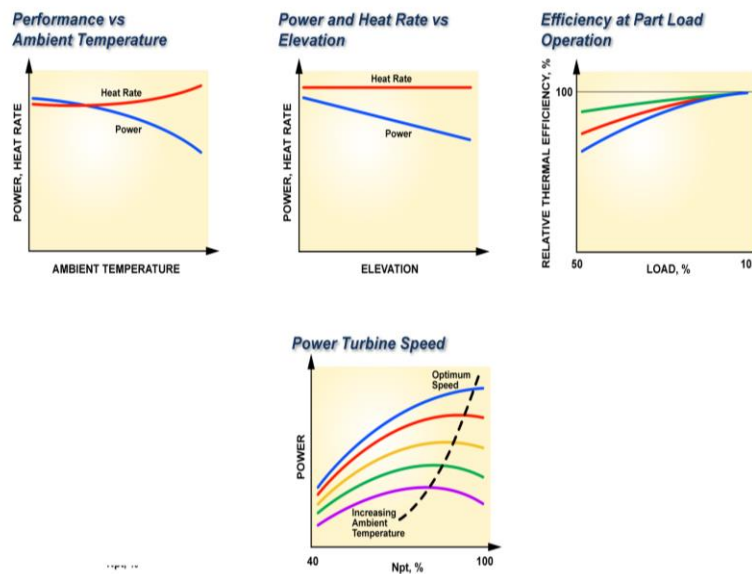 Performance vs
Ambient Temperature
POWER, HEAT RATE
Heat Rate
Power
AMBIENT TEMPERATURE
Power and Heat Rate vs
Elevation
POWER, HEAT RATE
Heat Rate
Power
ELEVATION
Efficiency at Part Load
Operation
RELATIVE THERMAL EFFICIENCY, %
100
50
LOAD, %
10
Power Turbine Speed
POWER
Optimum
Speed
Increasing
Ambient
Temperature
40
Npt, %
100